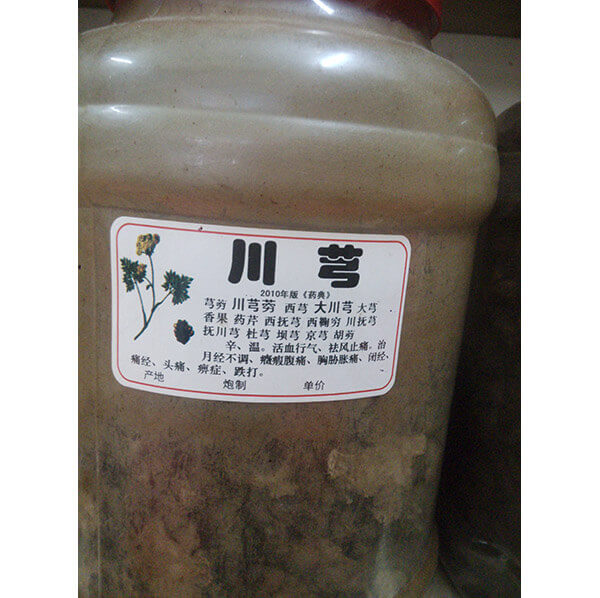 川 芎
2010年版《药典》
芎䓖 川芎䓖 西芎 大川芎 大芎
香果 药芹 西抚芎 西鞠穷 川抚芎
抚川芎 杜芎 坝芎 京芎 胡䓖
辛、温。活血行气、祛风止痛。治
月经不调、癥瘕腹痛、胸胁胀痛、闭经、
痛经、头痛、痹症、跌打。
产地 炮制 单价